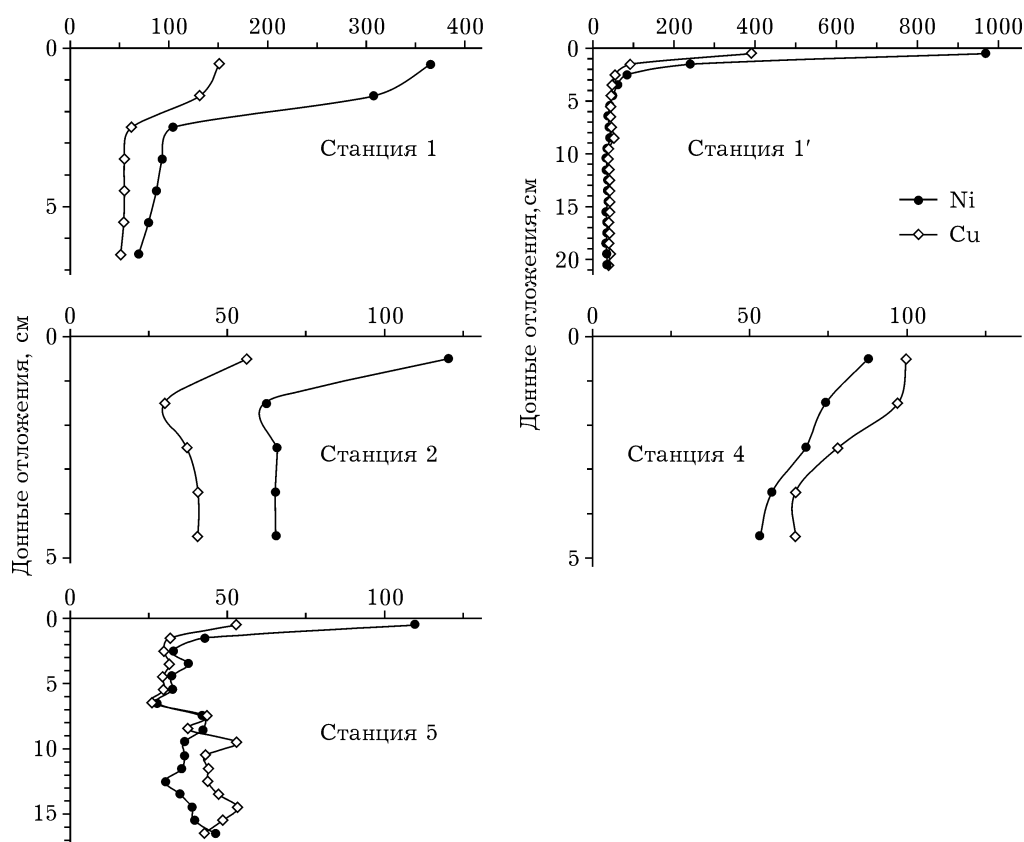 0 100 200 300 400
0
5
Станция 1
0 200 400 600 800 1000
0
5
10
15
20
Станция 1′
Ni
Cu
Донные отложения, см
Донные отложения,см
0 50 100
0
5
Станция 2
0 50 100
0
5
Станция 4
0 50 100
0
5
10
15
Станция 5